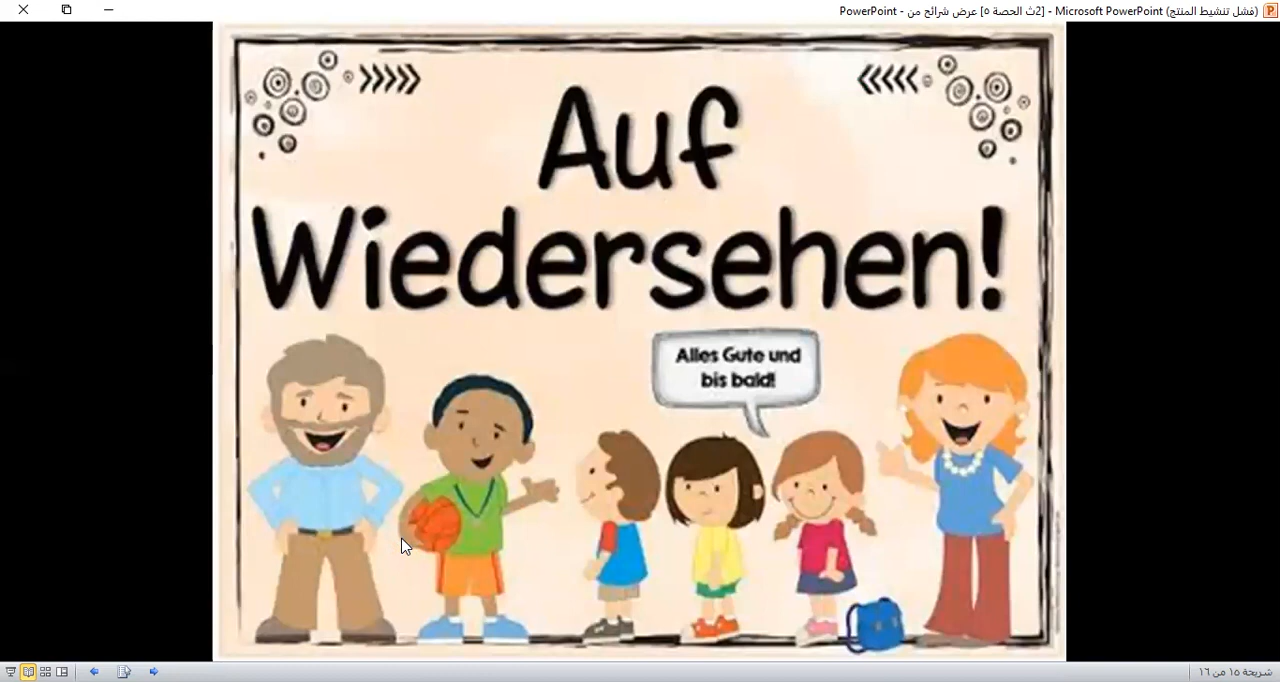 PowerPoint - عرض شرائح من [2ث الحصة ٥] - Microsoft PowerPoint (فشل تنشيط المنتج)
Auf
Wiedersehen!
Alles Gute und
bis bald!
شريحة ١٥ من ١٦